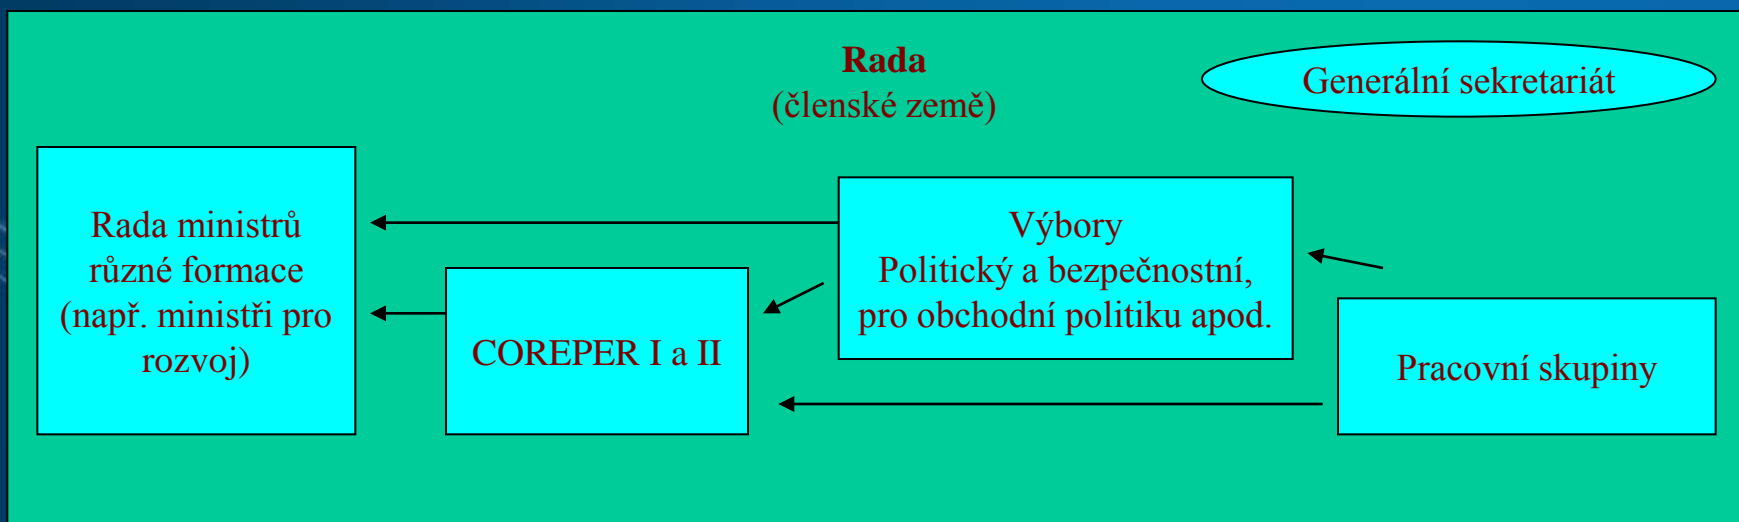 Rada
(členské země)
Generální sekretariát
Rada ministrů
různé formace
(např. ministři pro
rozvoj)
COREPER I a II
Výbory
Politický a bezpečnostní,
pro obchodní politiku apod.
Pracovní skupiny